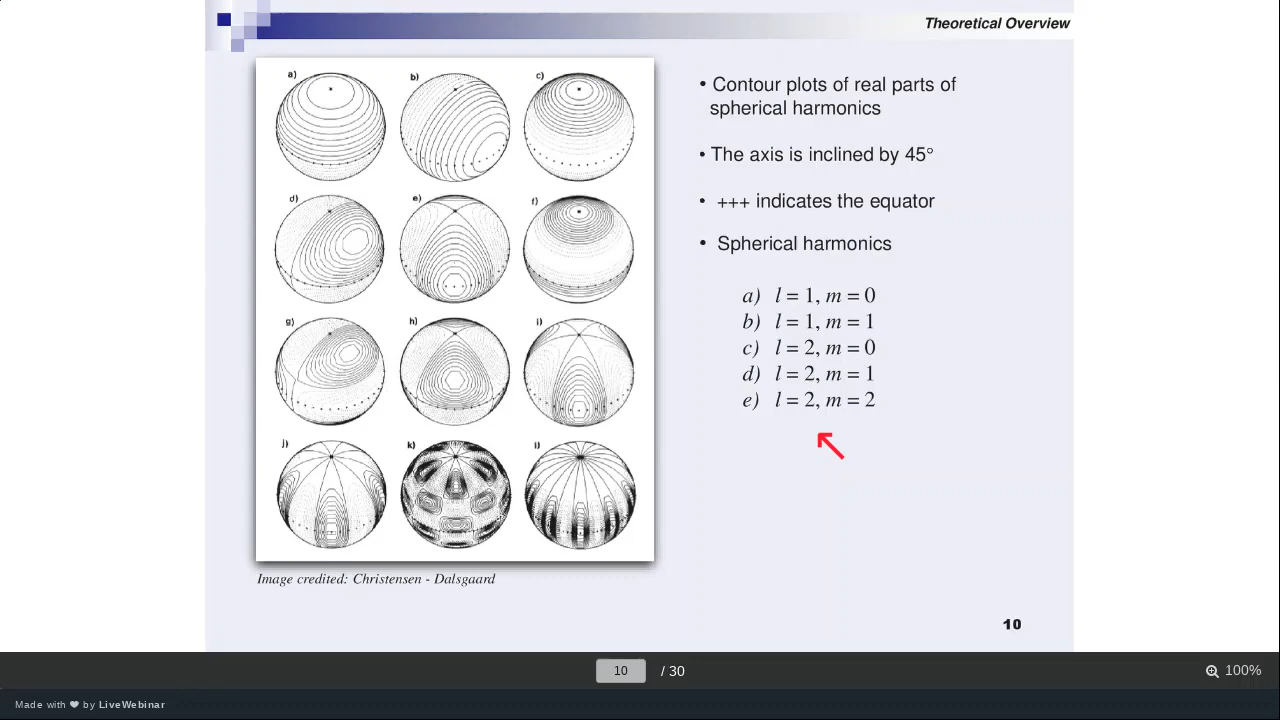 Theoretical Overview
a) b) c)
d) e) f)
g) h) i)
j) k) l)
Image credited: Christensen - Dalsgaard
• Contour plots of real parts of
spherical harmonics
• The axis is inclined by 45°
• +++ indicates the equator
• Spherical harmonics
a) l = 1, m = 0
b) l = 1, m = 1
c) l = 2, m = 0
d) l = 2, m = 1
e) l = 2, m = 2
10
10 / 30
100%
Made with ❤ by LiveWebinar